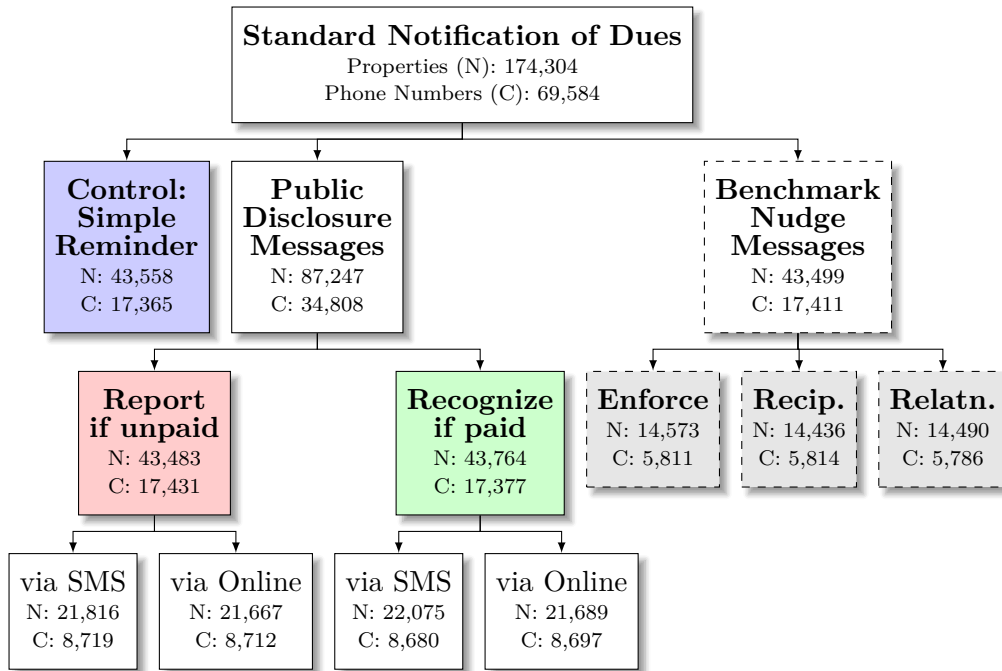 Standard Notification of Dues
Properties (N): 174,304
Phone Numbers (C): 69,584
Control:
Simple
Reminder
N: 43,558
C: 17,365
Public
Disclosure
Messages
N: 87,247
C: 34,808
Benchmark
Nudge
Messages
N: 43,499
C: 17,411
Report
if unpaid
N: 43,483
C: 17,431
Recognize
if paid
N: 43,764
C: 17,377
Enforce
N: 14,573
C: 5,811
Recip.
N: 14,436
C: 5,814
Relatn.
N: 14,490
C: 5,786
via SMS
N: 21,816
C: 8,719
via Online
N: 21,667
C: 8,712
via SMS
N: 22,075
C: 8,680
via Online
N: 21,689
C: 8,697